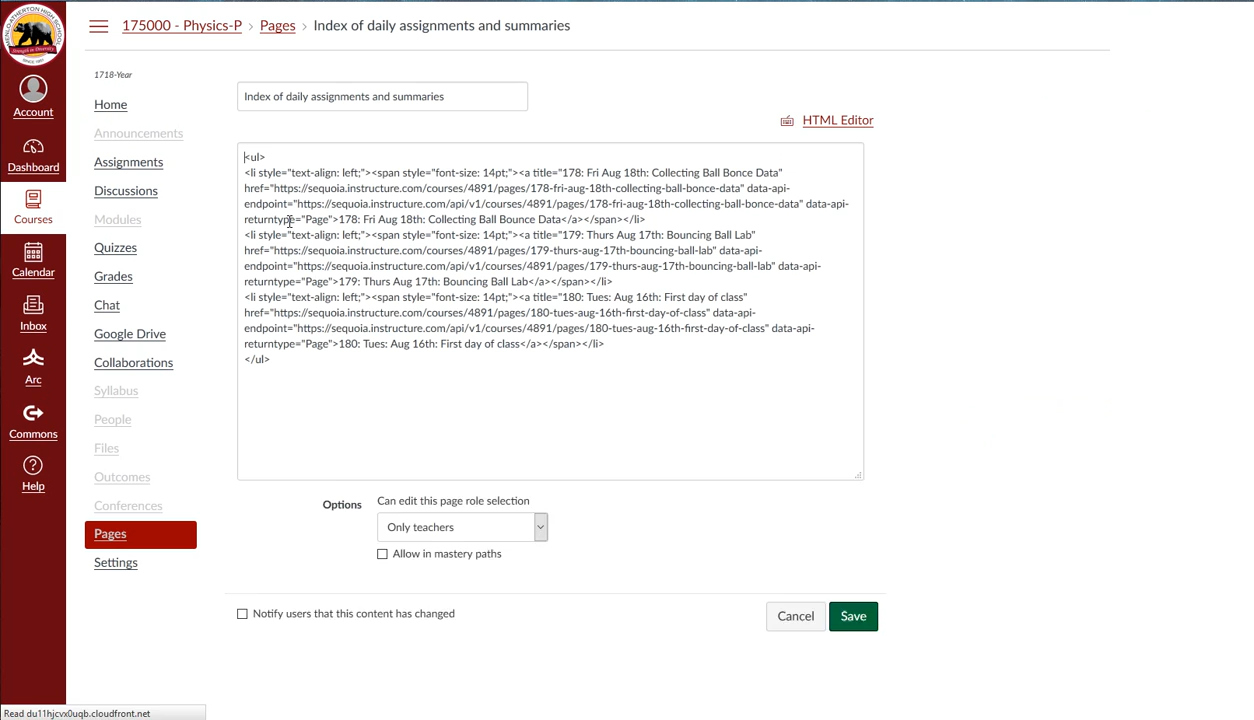 MENLO-ATHERTON HIGH SCHOOL
Strength in Diversity
SINCE 1951
175000 - Physics-P > Pages > Index of daily assignments and summaries
1718-Year
Account
Dashboard
Courses
Calendar
Inbox
Arc
Commons
Help
Home
Announcements
Assignments
Discussions
Modules
Quizzes
Grades
Chat
Google Drive
Collaborations
Syllabus
People
Files
Outcomes
Conferences
Pages
Settings
Index of daily assignments and summaries
HTML Editor
<ul>
<li style="text-align: left;"><span style="font-size: 14pt;"><a title="178: Fri Aug 18th: Collecting Ball Bonce Data"
href="https://sequoia.instructure.com/courses/4891/pages/178-fri-aug-18th-collecting-ball-bonce-data" data-api-
endpoint="https://sequoia.instructure.com/api/v1/courses/4891/pages/178-fri-aug-18th-collecting-ball-bonce-data" data-api-
returntype="Page">178: Fri Aug 18th: Collecting Ball Bounce Data</a></span></li>
<li style="text-align: left;"><span style="font-size: 14pt;"><a title="179: Thurs Aug 17th: Bouncing Ball Lab"
href="https://sequoia.instructure.com/courses/4891/pages/179-thurs-aug-17th-bouncing-ball-lab" data-api-
endpoint="https://sequoia.instructure.com/api/v1/courses/4891/pages/179-thurs-aug-17th-bouncing-ball-lab" data-api-
returntype="Page">179: Thurs Aug 17th: Bouncing Ball Lab</a></span></li>
<li style="text-align: left;"><span style="font-size: 14pt;"><a title="180: Tues: Aug 16th: First day of class"
href="https://sequoia.instructure.com/courses/4891/pages/180-tues-aug-16th-first-day-of-class" data-api-
endpoint="https://sequoia.instructure.com/api/v1/courses/4891/pages/180-tues-aug-16th-first-day-of-class" data-api-
returntype="Page">180: Tues: Aug 16th: First day of class</a></span></li>
</ul>
Options
Can edit this page role selection
Only teachers
Allow in mastery paths
Notify users that this content has changed
Cancel
Save
Read du11hjcvx0uqb.cloudfront.net